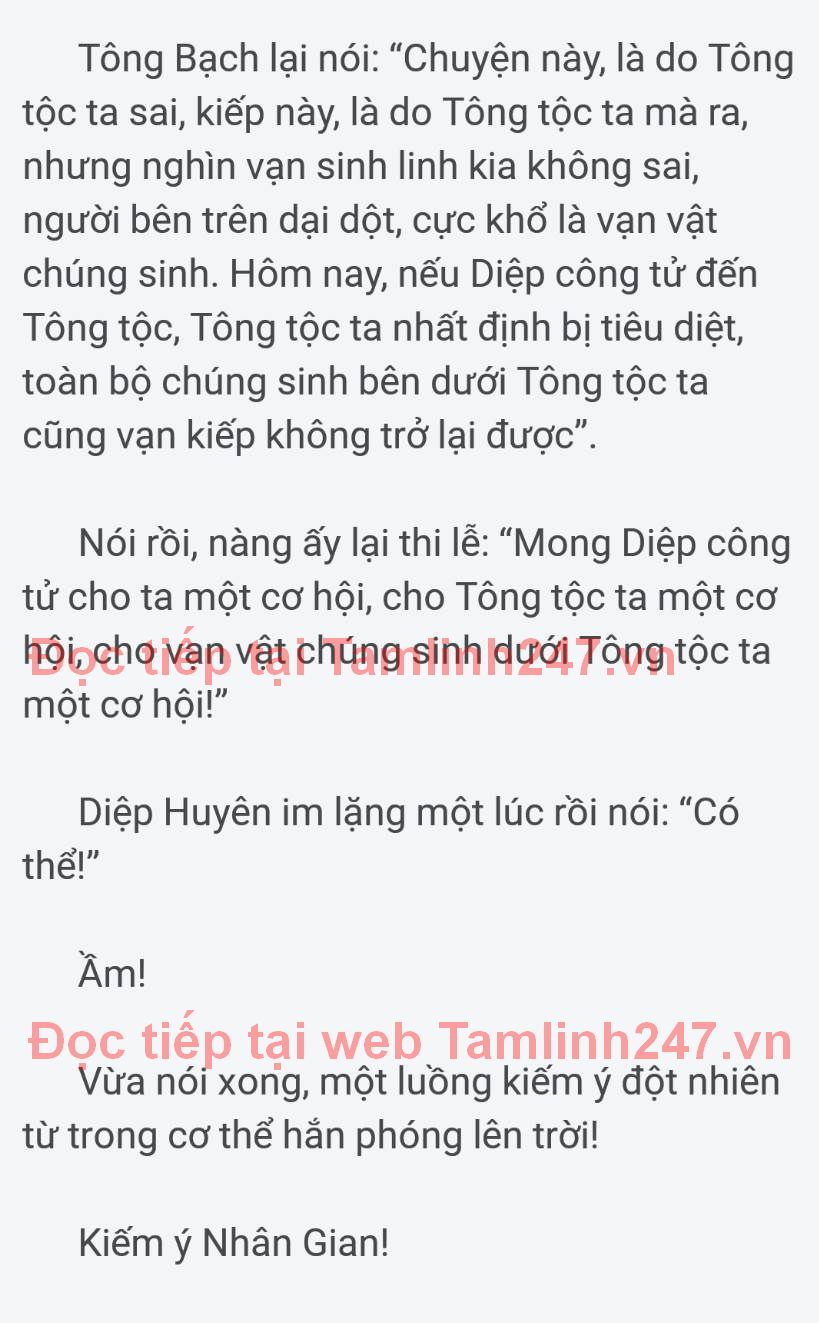 Tông Bạch lại nói: “Chuyện này, là do Tông
tộc ta sai, kiếp này, là do Tông tộc ta mà ra,
nhưng nghìn vạn sinh linh kia không sai,
người bên trên dại dột, cực khổ là vạn vật
chúng sinh. Hôm nay, nếu Diệp công tử đến
Tông tộc, Tông tộc ta nhất định bị tiêu diệt,
toàn bộ chúng sinh bên dưới Tông tộc ta
cũng vạn kiếp không trở lại được”.
Nói rồi, nàng ấy lại thi lễ: “Mong Diệp công
tử cho ta một cơ hội, cho Tông tộc ta một cơ
hội, cho vạn vật chúng sinh dưới Tông tộc ta
Đọc tiếp tại Tamlinh247.vn
một cơ hội!”
Diệp Huyên im lặng một lúc rồi nói: “Có
thể!”
Ầm!
Đọc tiếp tại web Tamlinh247.vn
Vừa nói xong, một luồng kiếm ý đột nhiên
từ trong cơ thể hắn phóng lên trời!
Kiếm ý Nhân Gian!